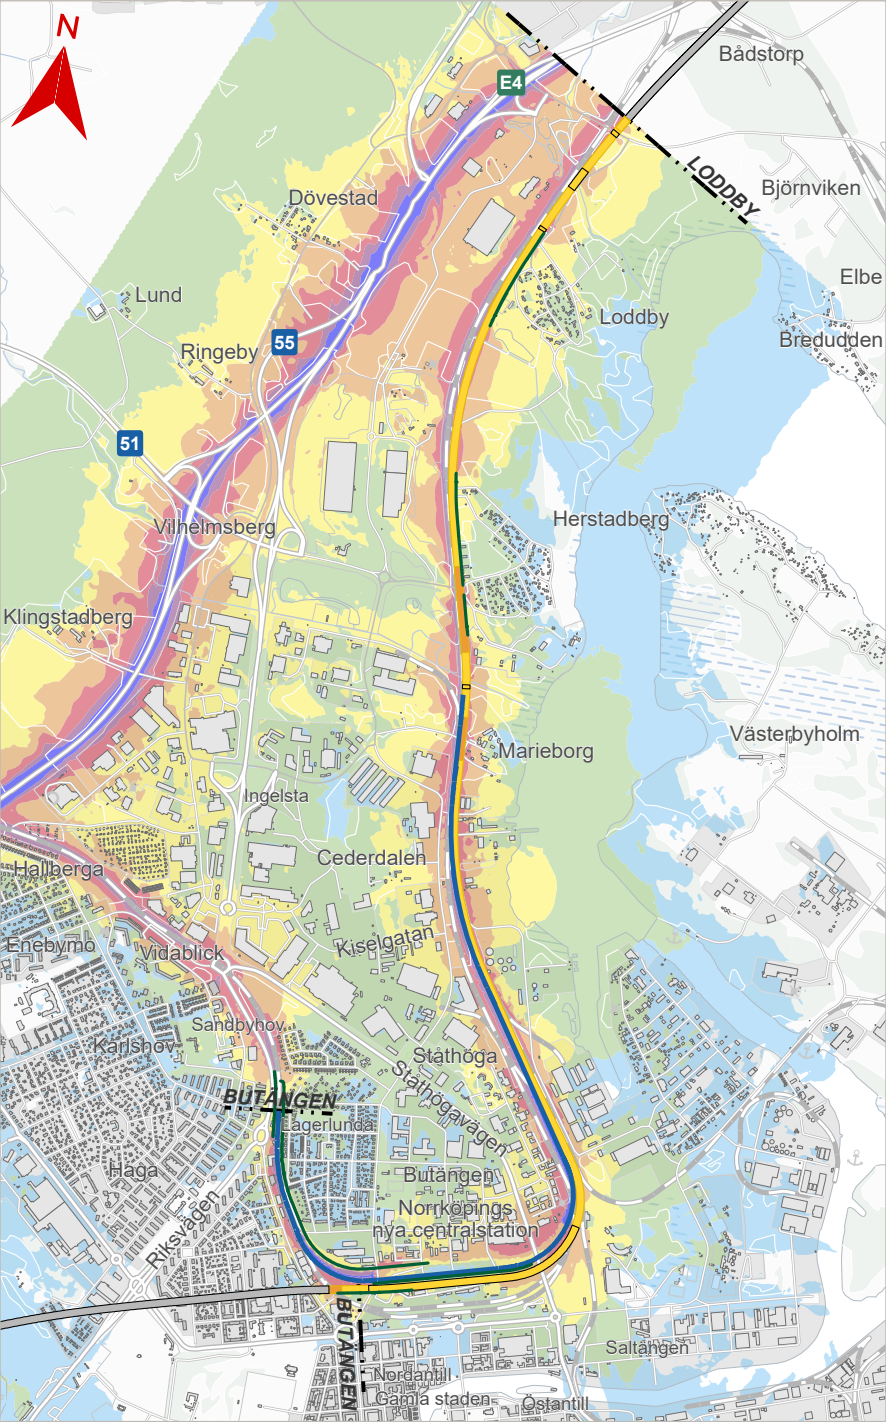 N
Bådstorp
E4
LODDBY
Björnviken
Dövestad
Elbe
Lund
Loddby
55
Bredudden
Ringeby
51
Herstadberg
Vilhelmsberg
Klingstadberg
Västerbyholm
Marieborg
Ingelsta
Cederdalen
Hallberga
Kiselgatan
Enebymo
Vidablick
Sandbyhov
Karlshov
Ståthöga
Ståthögavägen
BUTÄNGEN
Lagerlunda
Haga
Butängen
Riksvägen
Norrköpings
nya centralstation
BUTÄNGEN
Saltängen
Nordantill
Gamla staden
Östantill